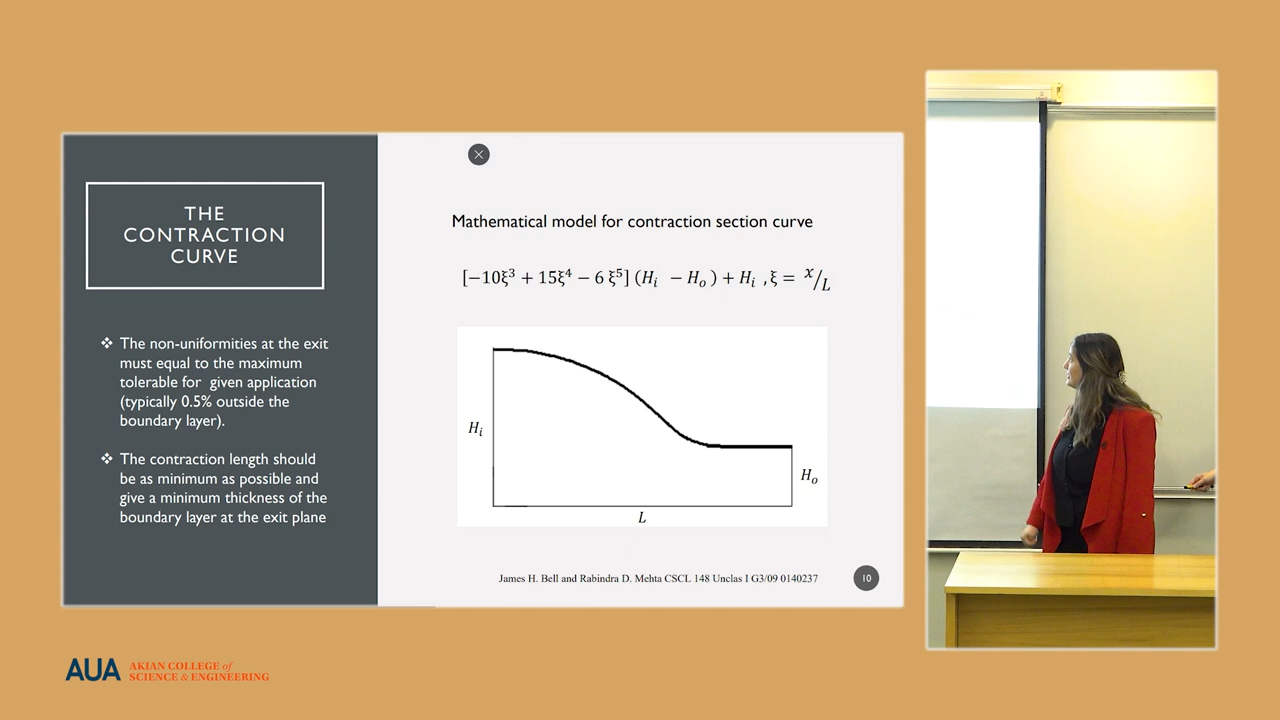 THE
CONTRACTION
CURVE
❖ The non-uniformities at the exit
must equal to the maximum
tolerable for given application
(typically 0.5% outside the
boundary layer).
❖ The contraction length should
be as minimum as possible and
give a minimum thickness of the
boundary layer at the exit plane
Mathematical model for contraction section curve
[−10ξ³ + 15ξ⁴ − 6 ξ⁵] (Hᵢ − Hₒ) + Hᵢ , ξ = x/L
Hᵢ
Hₒ
L
James H. Bell and Rabindra D. Mehta CSCL 148 Unclas I G3/09 0140237
10
AUA AKIAN COLLEGE of
SCIENCE & ENGINEERING